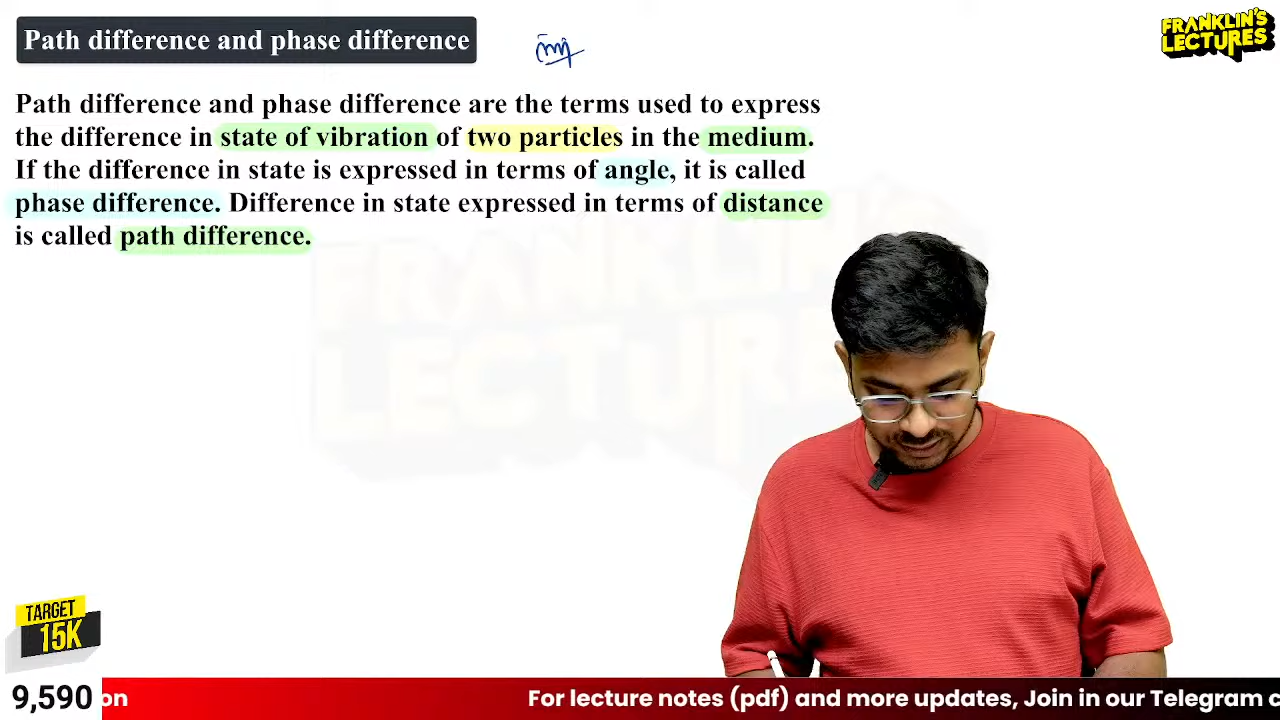 Path difference and phase difference
imp
FRANKLIN'S
LECTURES
Path difference and phase difference are the terms used to express
the difference in state of vibration of two particles in the medium.
If the difference in state is expressed in terms of angle, it is called
phase difference. Difference in state expressed in terms of distance
is called path difference.
FRANKLIN'S
LECTURES
TARGET
15K
9,590
on For lecture notes (pdf) and more updates, Join in our Telegram